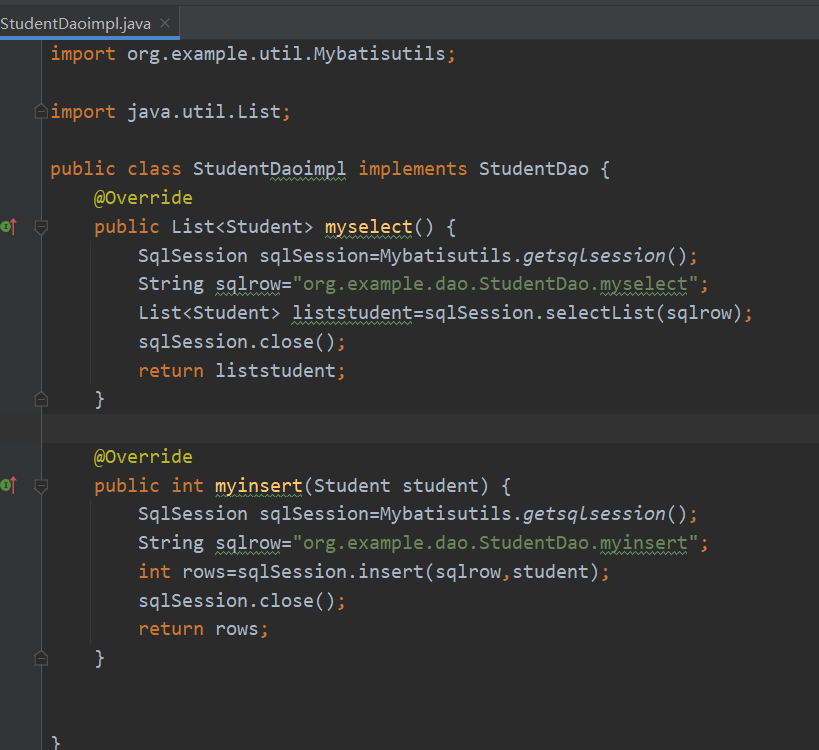 StudentDaoimpl.java
import org.example.util.Mybatisutils;
import java.util.List;
public class StudentDaoimpl implements StudentDao {
@Override
public List<Student> myselect() {
SqlSession sqlSession=Mybatisutils.getsqlsession();
String sqlrow="org.example.dao.StudentDao.myselect";
List<Student> liststudent=sqlSession.selectList(sqlrow);
sqlSession.close();
return liststudent;
}
@Override
public int myinsert(Student student) {
SqlSession sqlSession=Mybatisutils.getsqlsession();
String sqlrow="org.example.dao.StudentDao.myinsert";
int rows=sqlSession.insert(sqlrow,student);
sqlSession.close();
return rows;
}
}